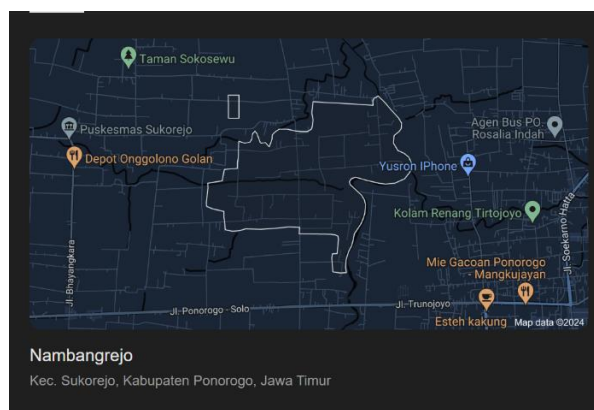 Taman Sokosewu
Puskesmas Sukorejo
Agen Bus PO.
Rosalia Indah
Depot Onggolono Golan
Yusron IPhone
Kolam Renang Tirtojoyo
Jl. Bhayangkara
Jl. Soekarno Hatta
Mie Gacoan Ponorogo
- Mangkujayan
Jl. Ponorogo - Solo
Jl. Trunojoyo
Esteh kakung
Map data ©2024
Nambangrejo
Kec. Sukorejo, Kabupaten Ponorogo, Jawa Timur